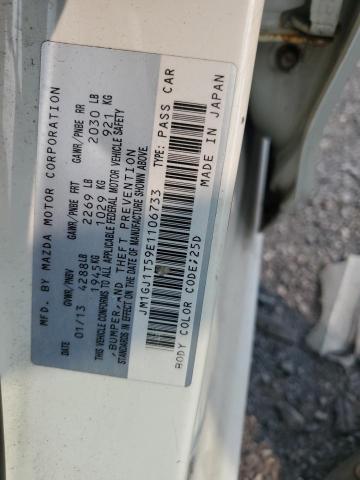 MFD. BY MAZDA MOTOR CORPORATION
GVWR/PNBV GAWR/PNBE FRT GAWR/PNBE RR
01/13 4288LB 2269 LB 2030 LB
1945KG 1029 KG 921 KG
THIS VEHICLE CONFORMS TO ALL APPLICABLE FEDERAL MOTOR VEHICLE SAFETY
BUMPER, AND THEFT PREVENTION
STANDARDS IN EFFECT ON THE DATE OF MANUFACTURE SHOWN ABOVE.
JM1GJ1T59E1106733 TYPE: PASS CAR
BODY COLOR CODE*25D MADE IN JAPAN